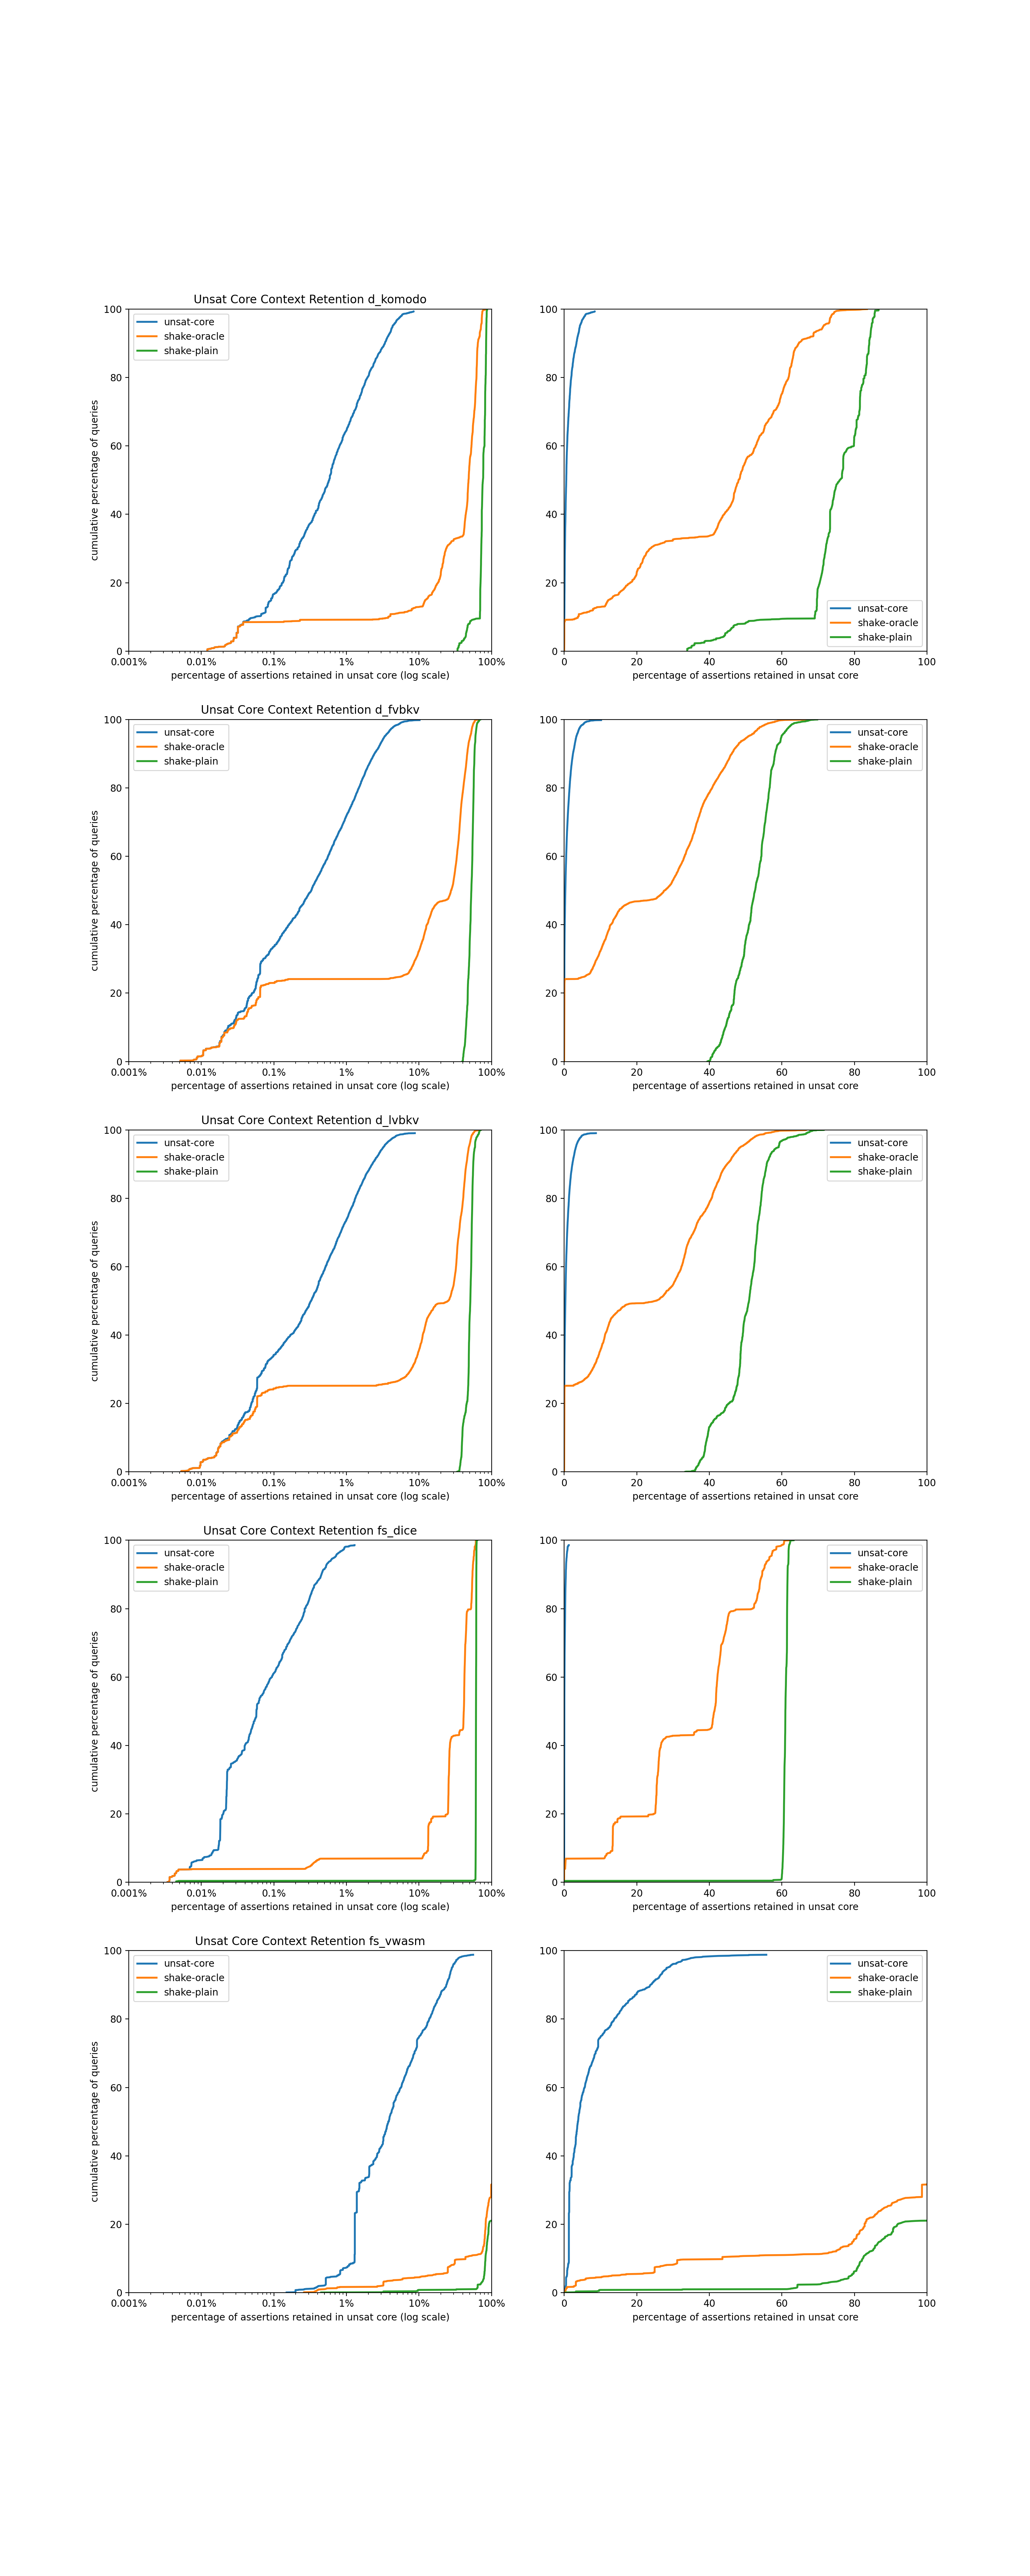 Unsat Core Context Retention d_komodo
100
80
60
40
20
0
cumulative percentage of queries
unsat-core
shake-oracle
shake-plain
0.001% 0.01% 0.1% 1% 10% 100%
percentage of assertions retained in unsat core (log scale)
100
80
60
40
20
0
unsat-core
shake-oracle
shake-plain
0 20 40 60 80 100
percentage of assertions retained in unsat core
Unsat Core Context Retention d_fvbkv
100
80
60
40
20
0
cumulative percentage of queries
unsat-core
shake-oracle
shake-plain
0.001% 0.01% 0.1% 1% 10% 100%
percentage of assertions retained in unsat core (log scale)
100
80
60
40
20
0
unsat-core
shake-oracle
shake-plain
0 20 40 60 80 100
percentage of assertions retained in unsat core
Unsat Core Context Retention d_lvbkv
100
80
60
40
20
0
cumulative percentage of queries
unsat-core
shake-oracle
shake-plain
0.001% 0.01% 0.1% 1% 10% 100%
percentage of assertions retained in unsat core (log scale)
100
80
60
40
20
0
unsat-core
shake-oracle
shake-plain
0 20 40 60 80 100
percentage of assertions retained in unsat core
Unsat Core Context Retention fs_dice
100
80
60
40
20
0
cumulative percentage of queries
unsat-core
shake-oracle
shake-plain
0.001% 0.01% 0.1% 1% 10% 100%
percentage of assertions retained in unsat core (log scale)
100
80
60
40
20
0
unsat-core
shake-oracle
shake-plain
0 20 40 60 80 100
percentage of assertions retained in unsat core
Unsat Core Context Retention fs_vwasm
100
80
60
40
20
0
cumulative percentage of queries
unsat-core
shake-oracle
shake-plain
0.001% 0.01% 0.1% 1% 10% 100%
percentage of assertions retained in unsat core (log scale)
100
80
60
40
20
0
unsat-core
shake-oracle
shake-plain
0 20 40 60 80 100
percentage of assertions retained in unsat core